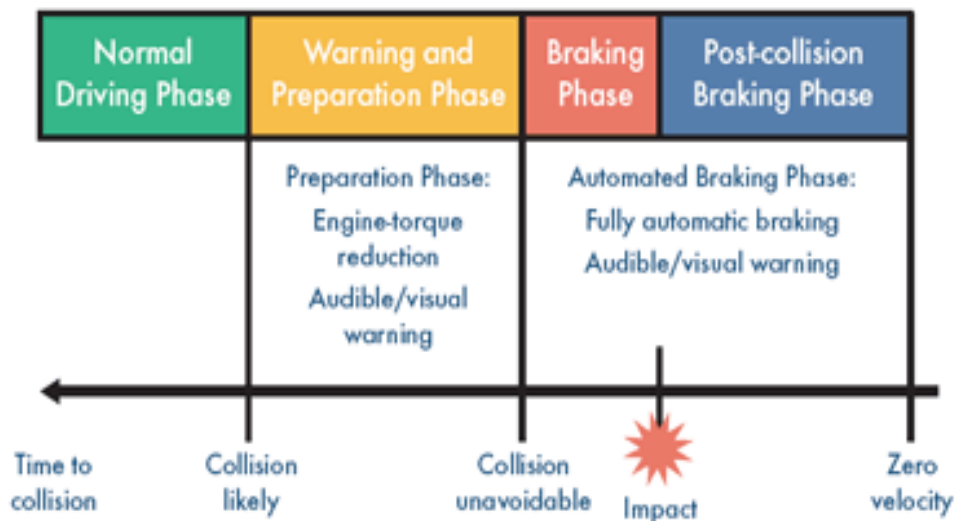 Normal
Driving Phase
Warning and
Preparation Phase
Braking
Phase
Post-collision
Braking Phase
Preparation Phase:
Engine-torque
reduction
Audible/visual
warning
Automated Braking Phase:
Fully automatic braking
Audible/visual warning
Time to
collision
Collision
likely
Collision
unavoidable
Impact
Zero
velocity